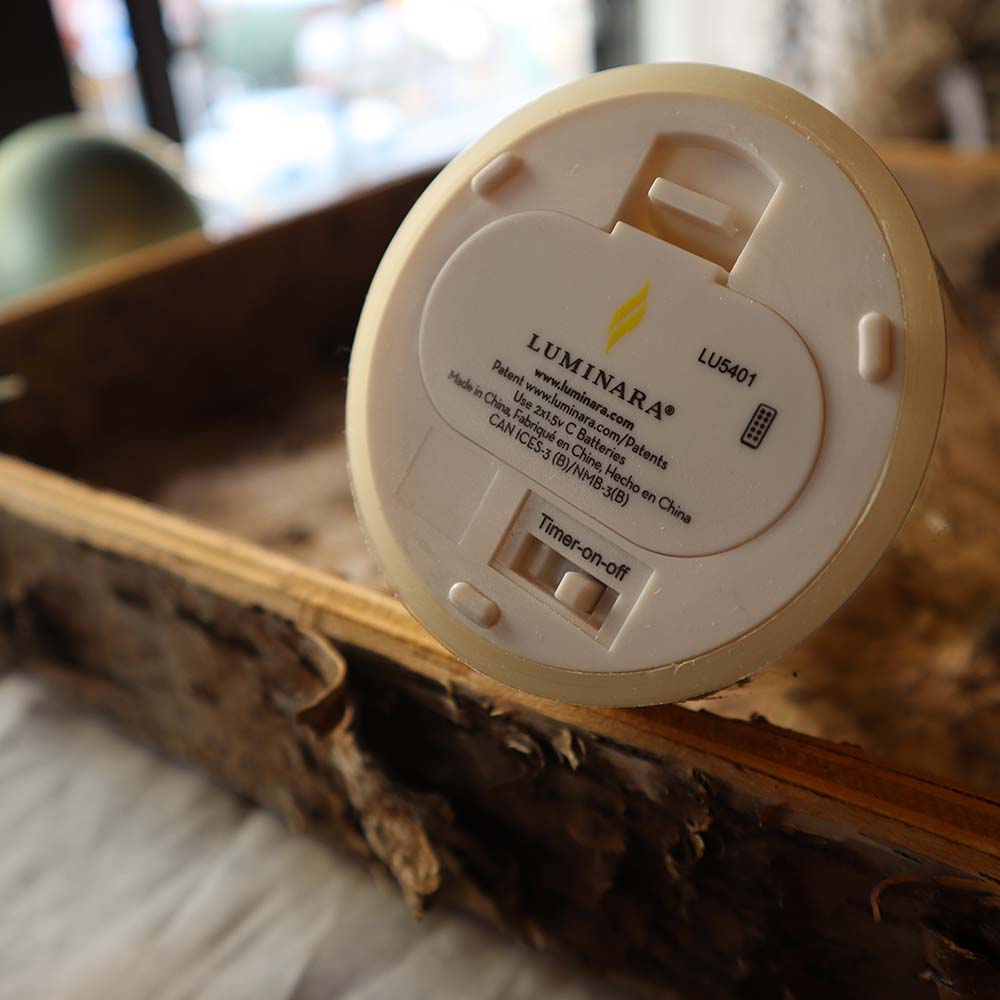 LUMINARA®
LU5401
www.luminara.com
Patent www.luminara.com/Patents
Use 2x1.5v C Batteries
Made in China, Fabriqué en Chine, Hecho en China
CAN ICES-3 (B)/NMB-3(B)
Timer-on-off